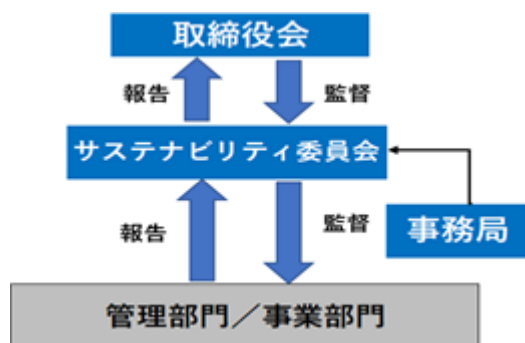 取締役会
報告
監督
サステナビリティ委員会
報告
監督
事務局
管理部門／事業部門